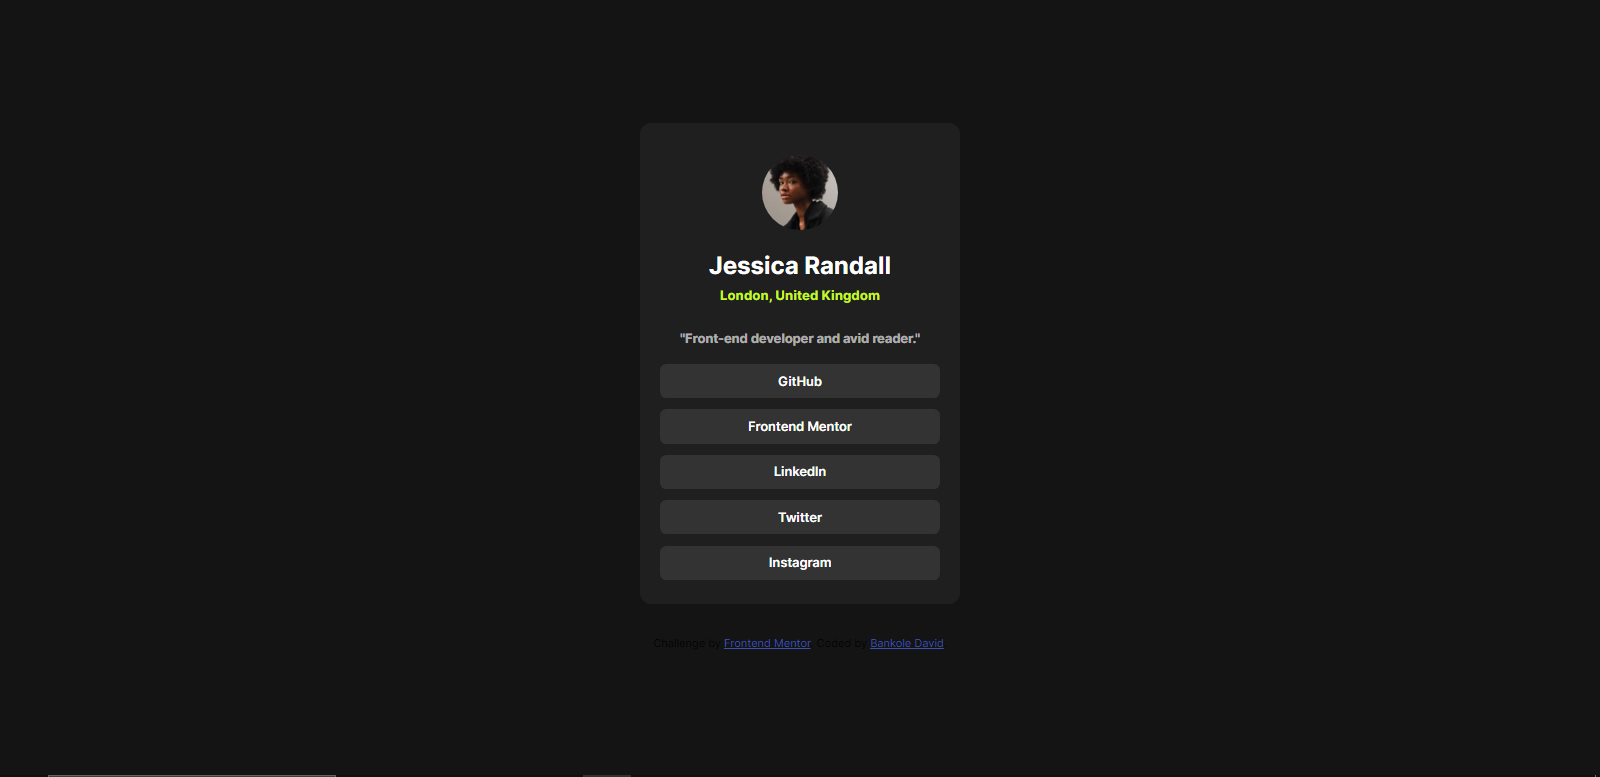 Jessica Randall
London, United Kingdom
"Front-end developer and avid reader."
GitHub
Frontend Mentor
LinkedIn
Twitter
Instagram
Challenge by Frontend Mentor. Coded by Bankole David